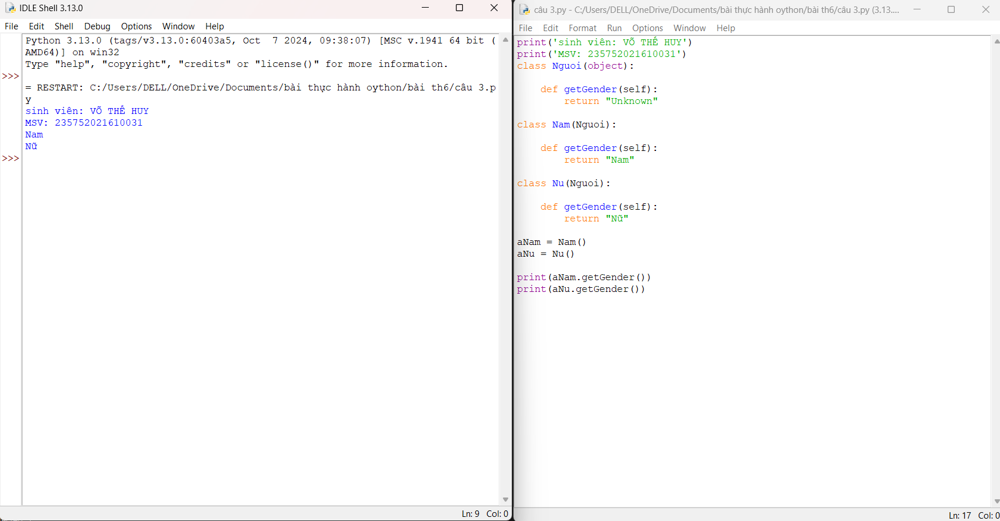 IDLE Shell 3.13.0
File Edit Shell Debug Options Window Help
Python 3.13.0 (tags/v3.13.0:60403a5, Oct  7 2024, 09:38:07) [MSC v.1941 64 bit (
AMD64)] on win32
Type "help", "copyright", "credits" or "license()" for more information.
>>>
= RESTART: C:/Users/DELL/OneDrive/Documents/bài thực hành oython/bài th6/câu 3.p
y
sinh viên: VÕ THẾ HUY
MSV: 235752021610031
Nam
Nữ
>>>
Ln: 9 Col: 0
câu 3.py - C:/Users/DELL/OneDrive/Documents/bài thực hành oython/bài th6/câu 3.py (3.13....
File Edit Format Run Options Window Help
print('sinh viên: VÕ THẾ HUY')
print('MSV: 235752021610031')
class Nguoi(object):
    def getGender(self):
        return "Unknown"
class Nam(Nguoi):
    def getGender(self):
        return "Nam"
class Nu(Nguoi):
    def getGender(self):
        return "Nữ"
aNam = Nam()
aNu = Nu()
print(aNam.getGender())
print(aNu.getGender())
Ln: 17 Col: 0